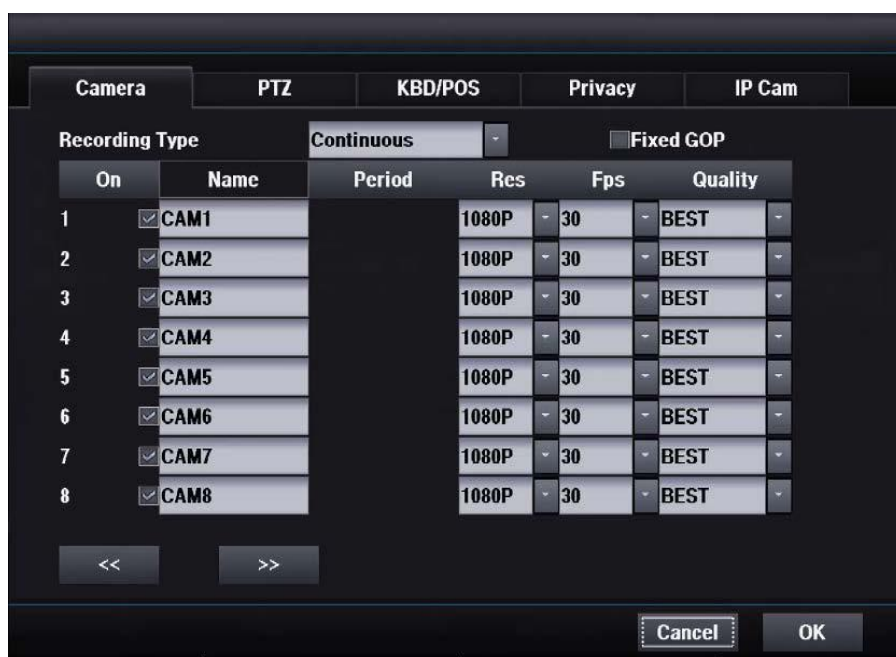 Camera PTZ KBD/POS Privacy IP Cam
Recording Type Continuous Fixed GOP
On Name Period Res Fps Quality
1 CAM1 1080P 30 BEST
2 CAM2 1080P 30 BEST
3 CAM3 1080P 30 BEST
4 CAM4 1080P 30 BEST
5 CAM5 1080P 30 BEST
6 CAM6 1080P 30 BEST
7 CAM7 1080P 30 BEST
8 CAM8 1080P 30 BEST
<< >>
Cancel OK